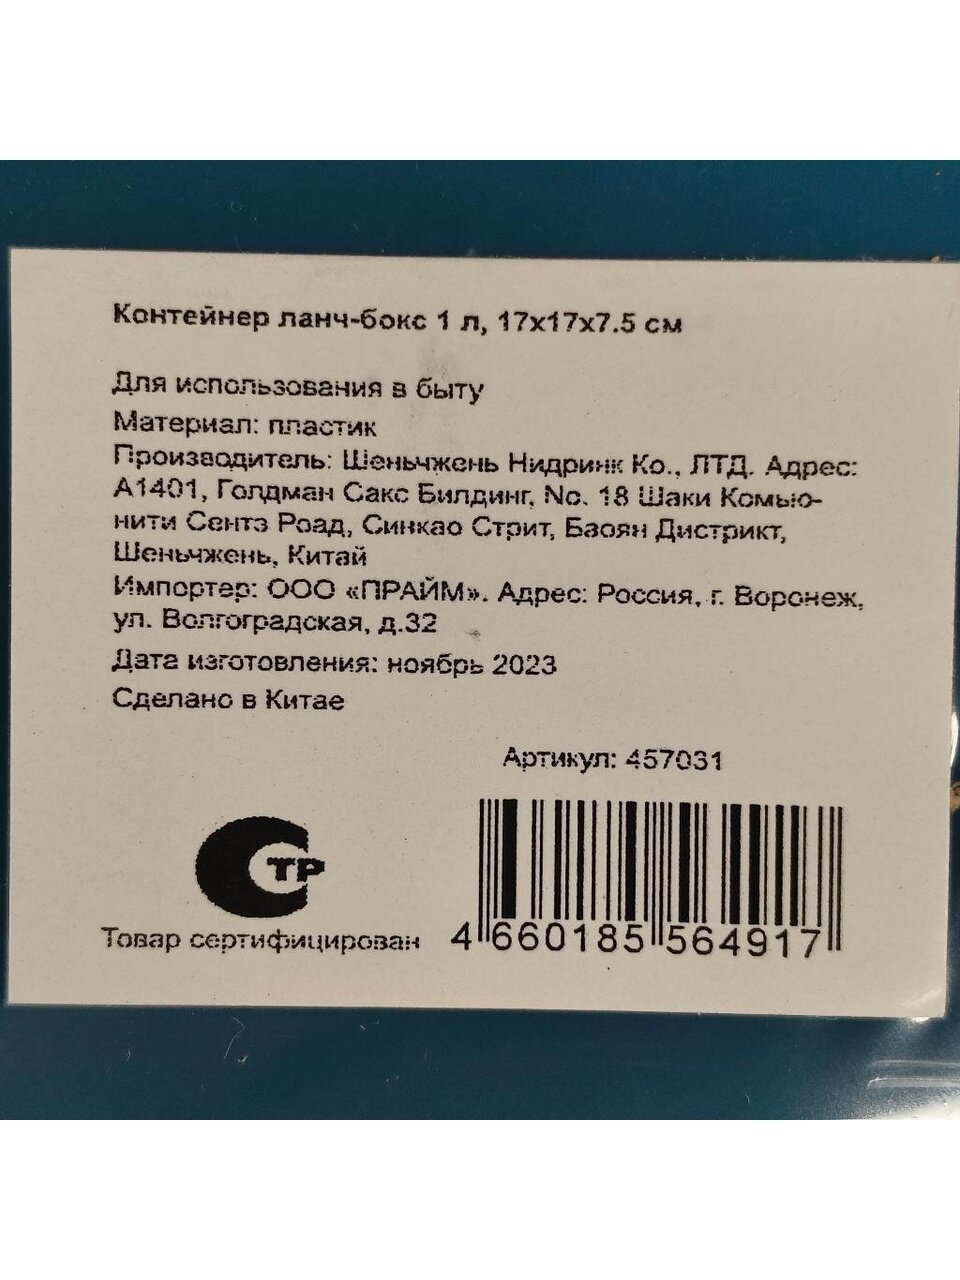 Контейнер ланч-бокс 1 л, 17х17х7.5 см
Для использования в быту
Материал: пластик
Производитель: Шеньчжень Нидринк Ко., ЛТД. Адрес:
А1401, Голдман Сакс Билдинг, No. 18 Шаки Комью-
нити Сентэ Роад, Синкао Стрит, Баоян Дистрикт,
Шеньчжень, Китай
Импортер: ООО «ПРАЙМ». Адрес: Россия, г. Воронеж,
ул. Волгоградская, д.32
Дата изготовления: ноябрь 2023
Сделано в Китае
Артикул: 457031
СТР
Товар сертифицирован
4 660185 564917